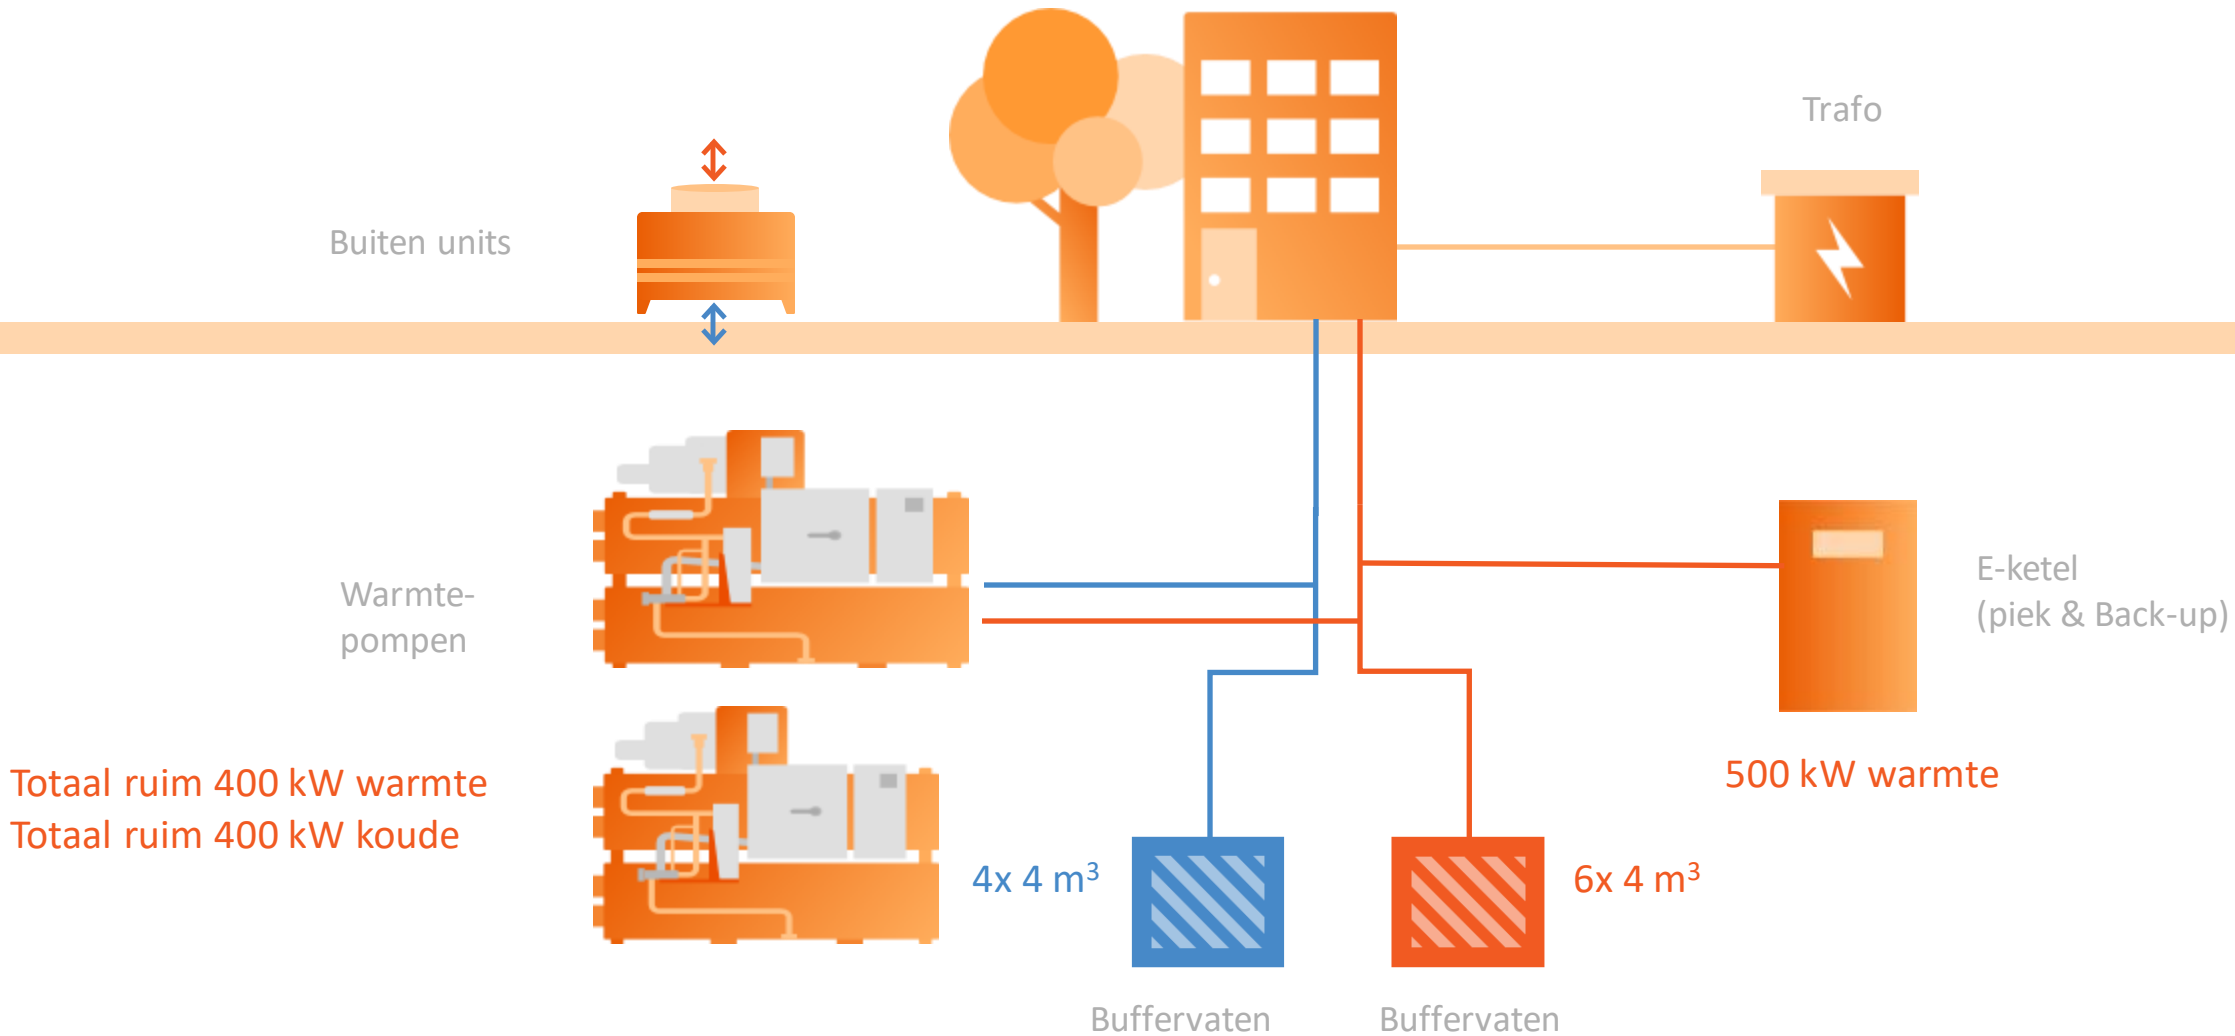 Trafo
Buiten units
Warmte-
pompen
E-ketel
(piek & Back-up)
Totaal ruim 400 kW warmte
Totaal ruim 400 kW koude
500 kW warmte
4x 4 m³
6x 4 m³
Buffervaten
Buffervaten